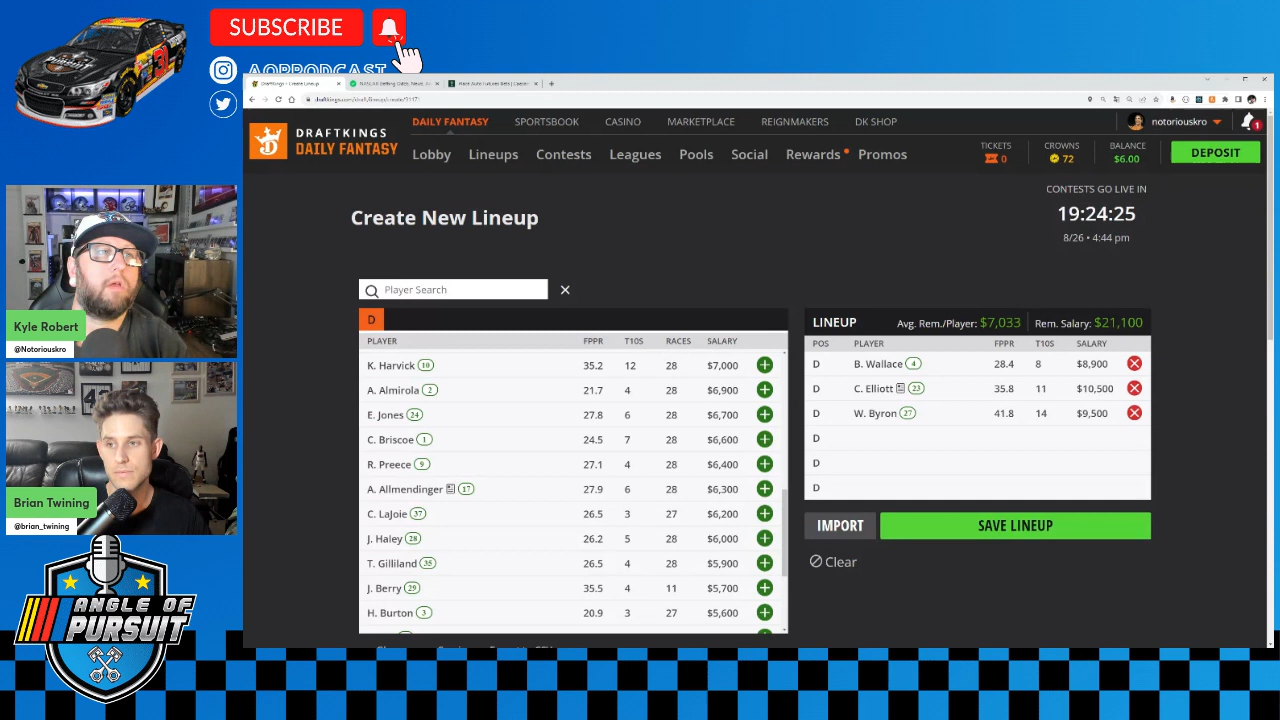 SUBSCRIBE
AOPPODCAST
DraftKings - Create Lineup
DRAFTKINGS
DAILY FANTASY
DAILY FANTASY SPORTSBOOK CASINO MARKETPLACE REIGNMAKERS DK SHOP
notoriouskro
1
Lobby Lineups Contests Leagues Pools Social Rewards Promos
TICKETS
0
CROWNS
72
BALANCE
$6.00
DEPOSIT
Create New Lineup
CONTESTS GO LIVE IN
19:24:25
8/26 • 4:44 pm
Player Search
D
PLAYER FPPR T10S RACES SALARY
K. Harvick 10 35.2 12 28 $7,000
A. Almirola 2 21.7 4 28 $6,900
E. Jones 24 27.8 6 28 $6,700
C. Briscoe 1 24.5 7 28 $6,600
R. Preece 9 27.1 4 28 $6,400
A. Allmendinger 17 27.9 6 28 $6,300
C. LaJoie 37 26.5 3 27 $6,200
J. Haley 28 26.2 5 28 $6,000
T. Gilliland 35 26.5 4 28 $5,900
J. Berry 29 35.5 4 11 $5,700
H. Burton 3 20.9 3 27 $5,600
LINEUP Avg. Rem./Player: $7,033 Rem. Salary: $21,100
POS PLAYER FPPR T10S SALARY
D B. Wallace 4 28.4 8 $8,900
D C. Elliott 23 35.8 11 $10,500
D W. Byron 27 41.8 14 $9,500
D
D
D
IMPORT SAVE LINEUP
Clear
Kyle Robert
@Notoriouskro
Brian Twining
@brian_twining
ANGLE OF
PURSUIT
31